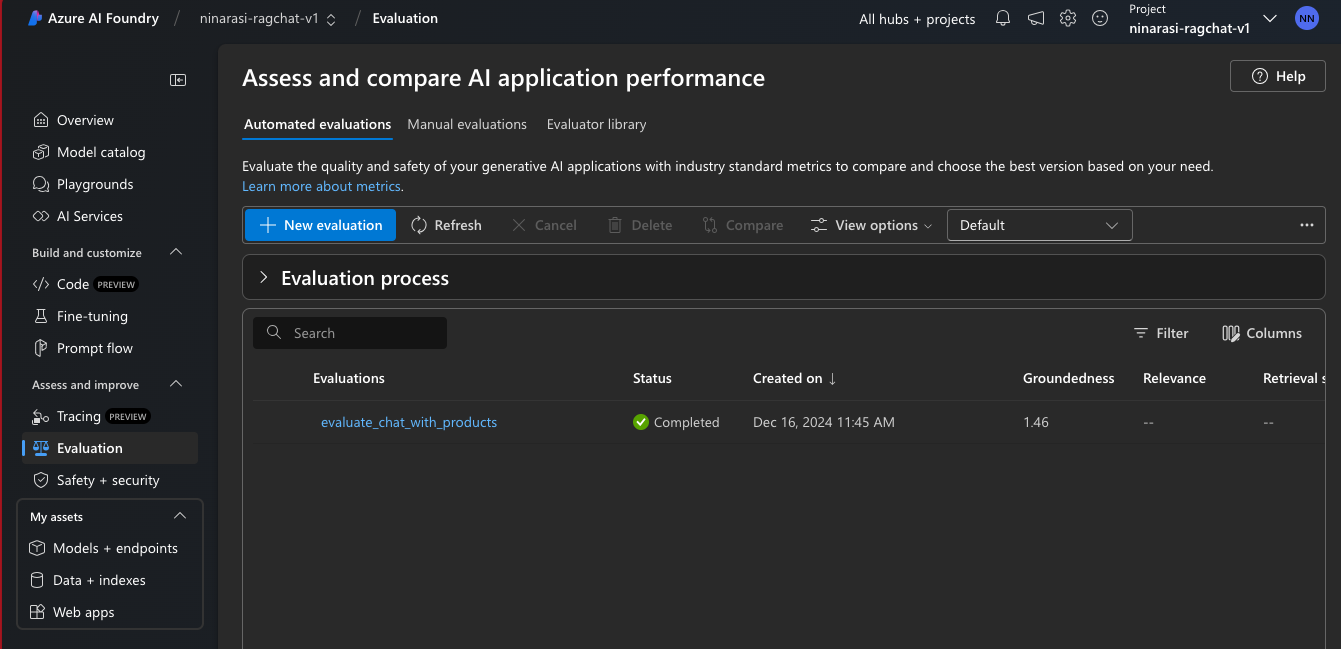 Azure AI Foundry / ninarasi-ragchat-v1 / Evaluation
All hubs + projects
Project
ninarasi-ragchat-v1
NN
Overview
Model catalog
Playgrounds
AI Services
Build and customize
Code PREVIEW
Fine-tuning
Prompt flow
Assess and improve
Tracing PREVIEW
Evaluation
Safety + security
My assets
Models + endpoints
Data + indexes
Web apps
Assess and compare AI application performance
Help
Automated evaluations Manual evaluations Evaluator library
Evaluate the quality and safety of your generative AI applications with industry standard metrics to compare and choose the best version based on your need.
Learn more about metrics.
New evaluation Refresh Cancel Delete Compare View options Default
Evaluation process
Search Filter Columns
Evaluations Status Created on ↓ Groundedness Relevance Retrieval s
evaluate_chat_with_products Completed Dec 16, 2024 11:45 AM 1.46 -- --